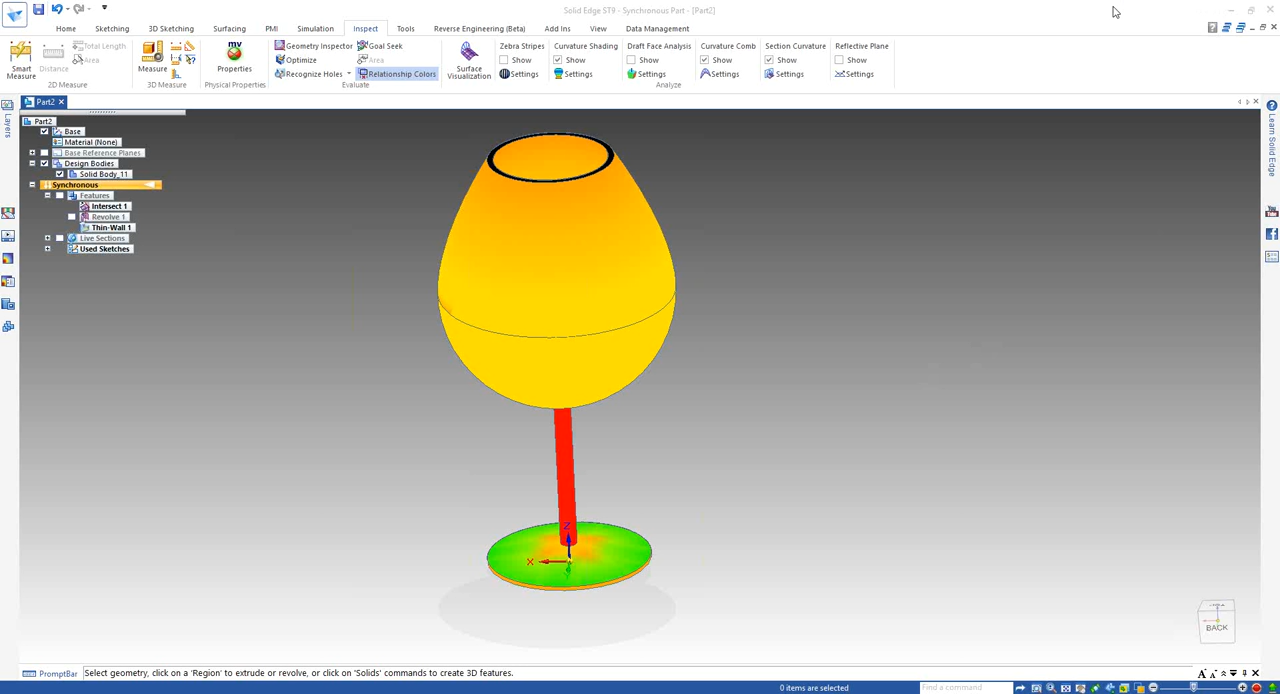 Solid Edge ST9 - Synchronous Part - [Part2]
Home Sketching 3D Sketching Surfacing PMI Simulation Inspect Tools Reverse Engineering (Beta) Add Ins View Data Management
Smart Measure
Distance
Total Length
Area
2D Measure
Measure
3D Measure
mv
Properties
Physical Properties
Geometry Inspector
Optimize
Recognize Holes
Goal Seek
Area
Relationship Colors
Evaluate
Surface Visualization
Zebra Stripes
Show
Settings
Curvature Shading
Show
Settings
Draft Face Analysis
Show
Settings
Curvature Comb
Show
Settings
Section Curvature
Show
Settings
Reflective Plane
Show
Settings
Analyze
Part2
Layers
Learn Solid Edge
Part2
Base
Material (None)
Base Reference Planes
Design Bodies
Solid Body_11
Synchronous
Features
Intersect 1
Revolve 1
Thin-Wall 1
Live Sections
Used Sketches
You
Z
X
BACK
PromptBar
Select geometry, click on a 'Region' to extrude or revolve, or click on 'Solids' commands to create 3D features.
0 items are selected
Find a command